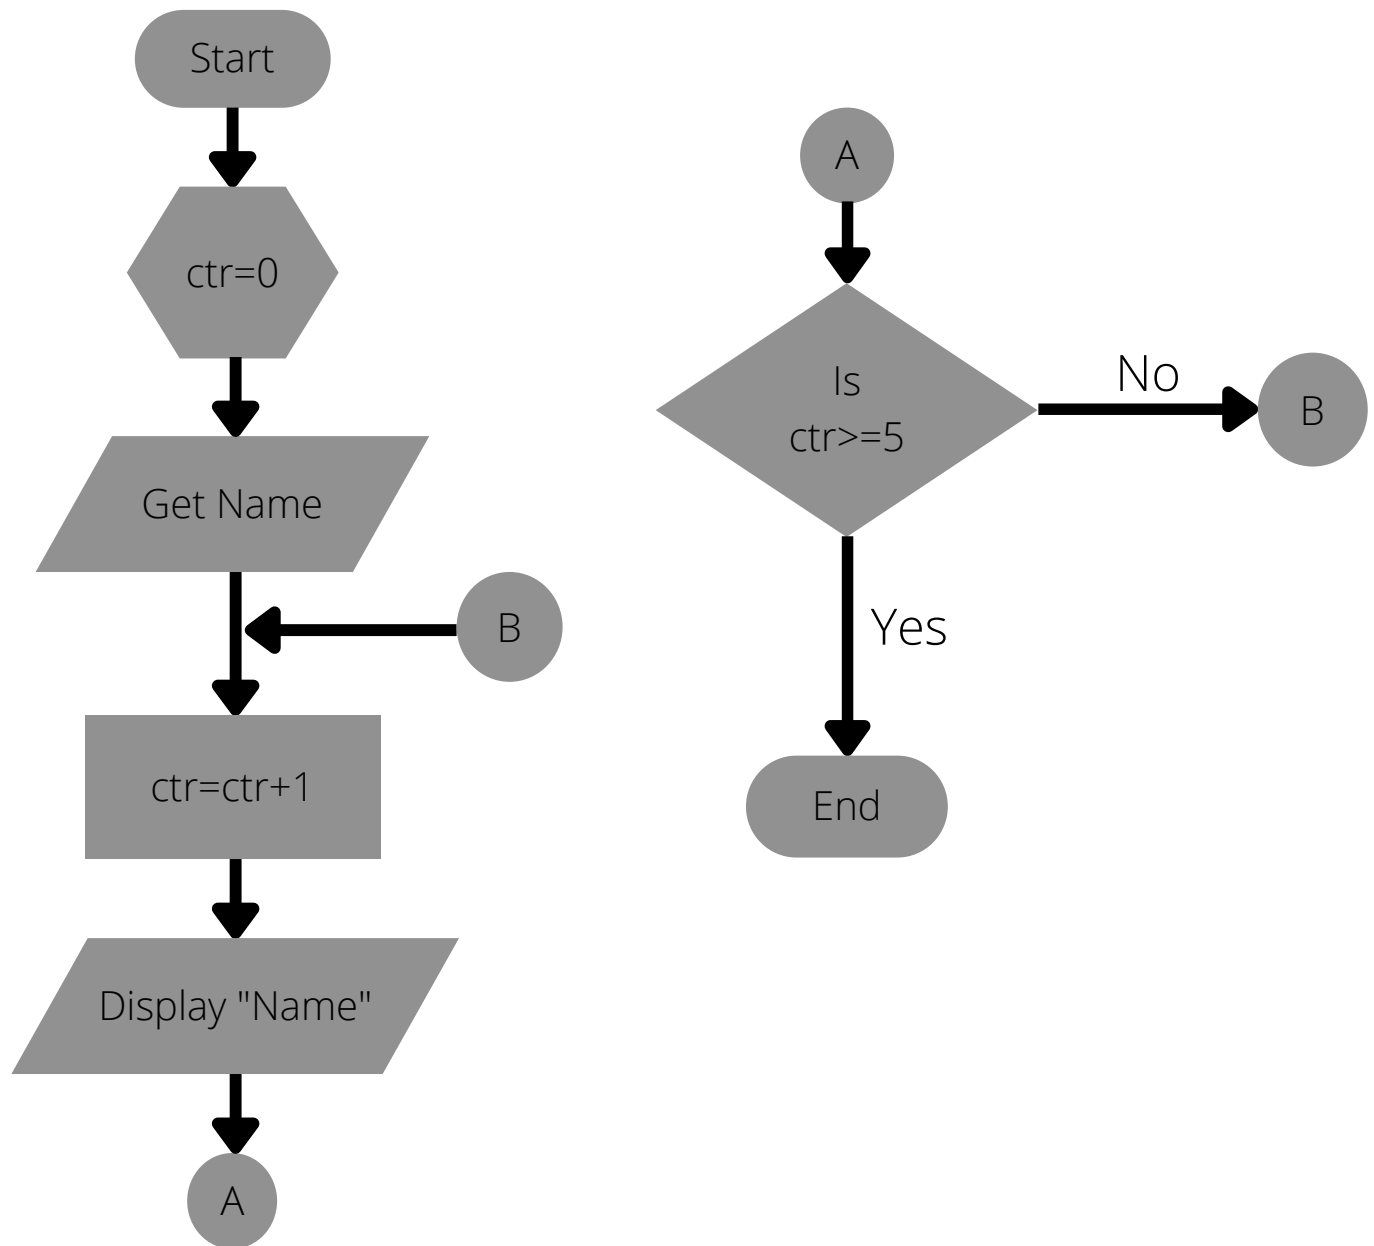 Start
ctr=0
Get Name
B
ctr=ctr+1
Display "Name"
A
A
Is
ctr>=5
No
B
Yes
End